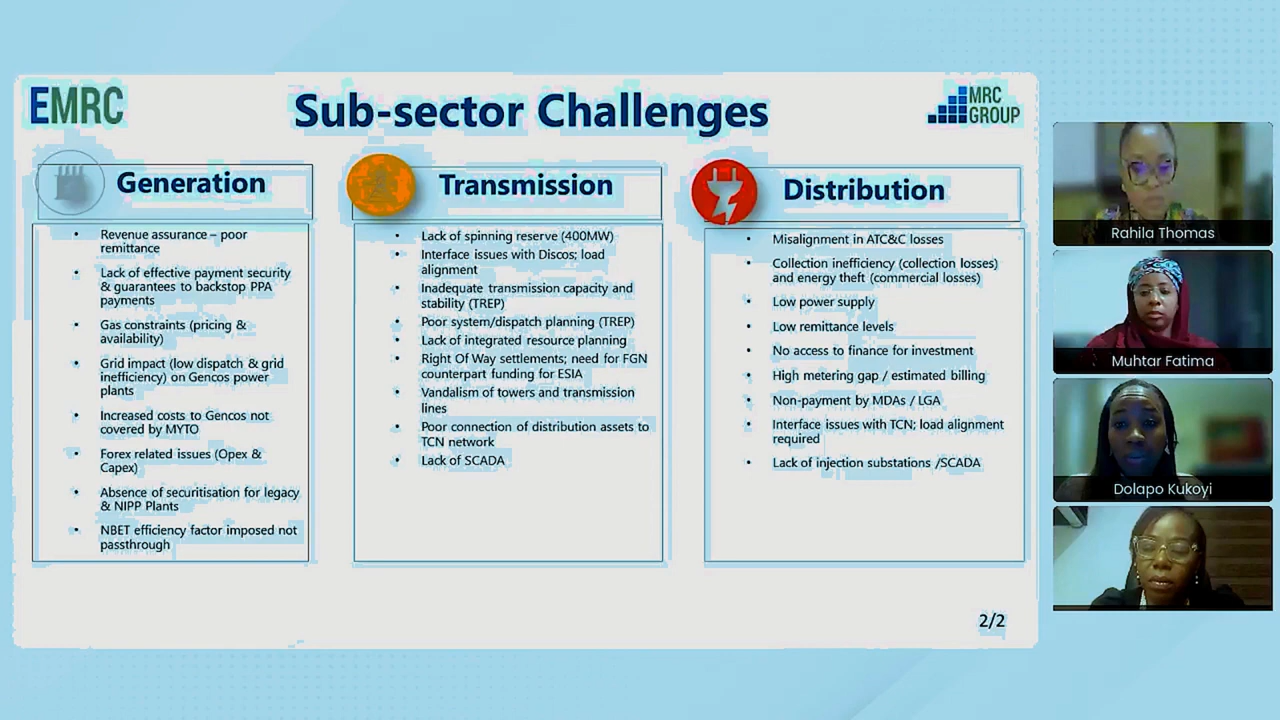 EMRC
Sub-sector Challenges
MRC
GROUP
Generation
Revenue assurance – poor
remittance
Lack of effective payment security
& guarantees to backstop PPA
payments
Gas constraints (pricing &
availability)
Grid impact (low dispatch & grid
inefficiency) on Gencos power
plants
Increased costs to Gencos not
covered by MYTO
Forex related issues (Opex &
Capex)
Absence of securitisation for legacy
& NIPP Plants
NBET efficiency factor imposed not
passthrough
Transmission
Lack of spinning reserve (400MW)
Interface issues with Discos; load
alignment
Inadequate transmission capacity and
stability (TREP)
Poor system/dispatch planning (TREP)
Lack of integrated resource planning
Right Of Way settlements; need for FGN
counterpart funding for ESIA
Vandalism of towers and transmission
lines
Poor connection of distribution assets to
TCN network
Lack of SCADA
Distribution
Misalignment in ATC&C losses
Collection inefficiency (collection losses)
and energy theft (commercial losses)
Low power supply
Low remittance levels
No access to finance for investment
High metering gap / estimated billing
Non-payment by MDAs / LGA
Interface issues with TCN; load alignment
required
Lack of injection substations /SCADA
2/2
Rahila Thomas
Muhtar Fatima
Dolapo Kukoyi